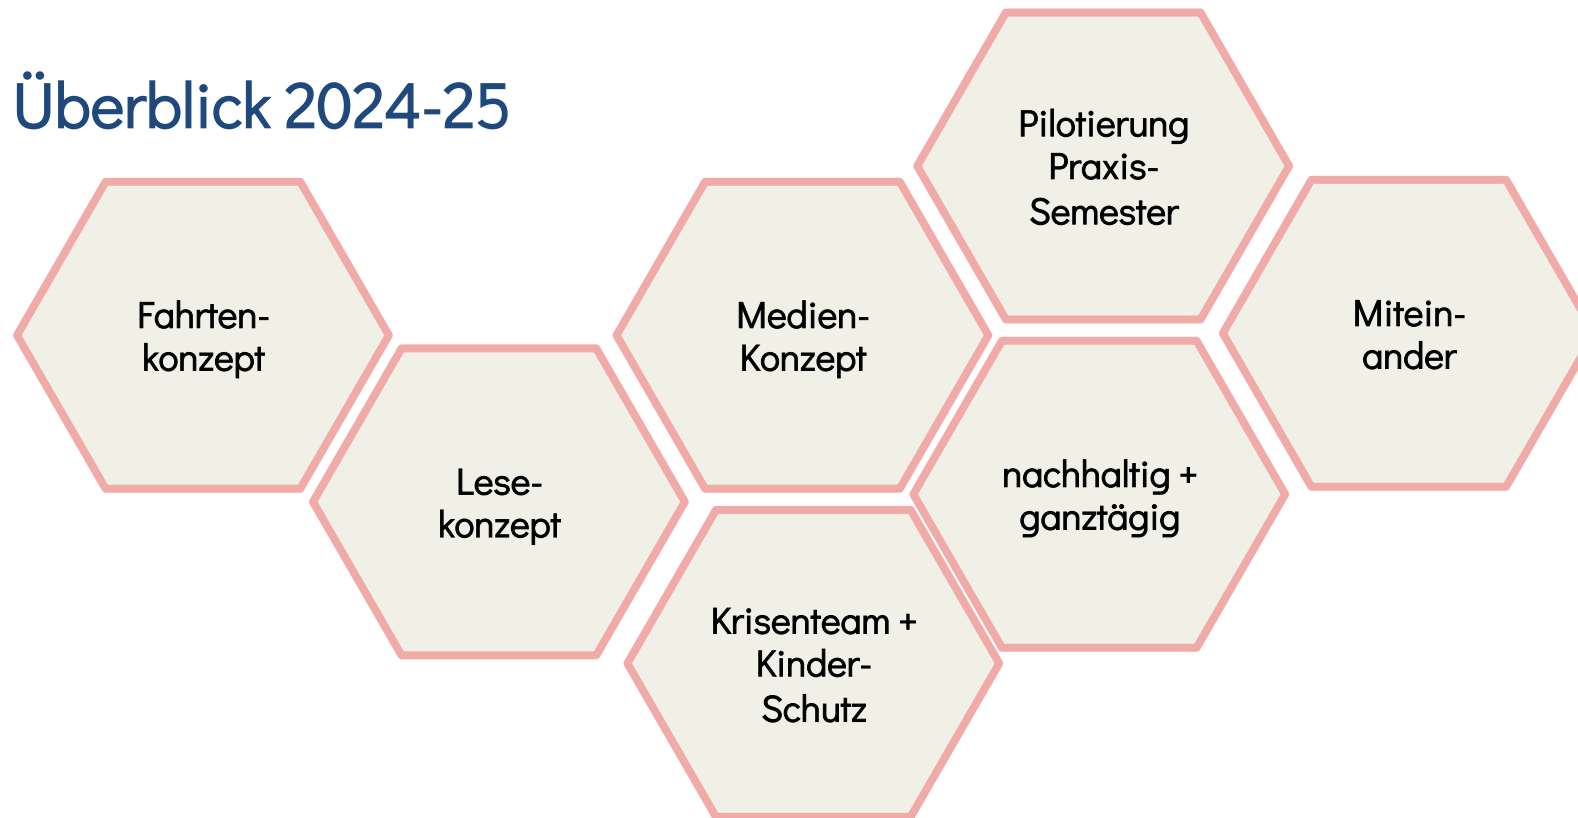 Überblick 2024-25
Fahrten-
konzept
Lese-
konzept
Medien-
Konzept
Krisenteam +
Kinder-
Schutz
Pilotierung
Praxis-
Semester
nachhaltig +
ganztägig
Mitein-
ander